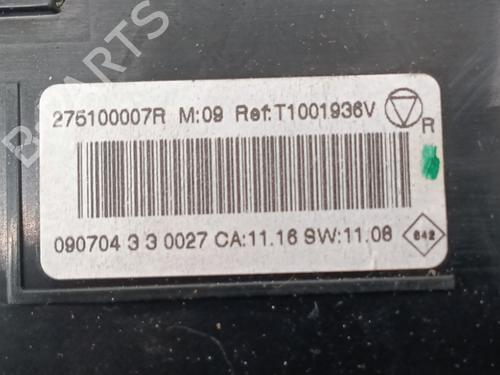 275100007R M:09 Ref:T1001936V
R
090704 3 3 0027 CA:11.16 SW:11.08
642
B-PARTS